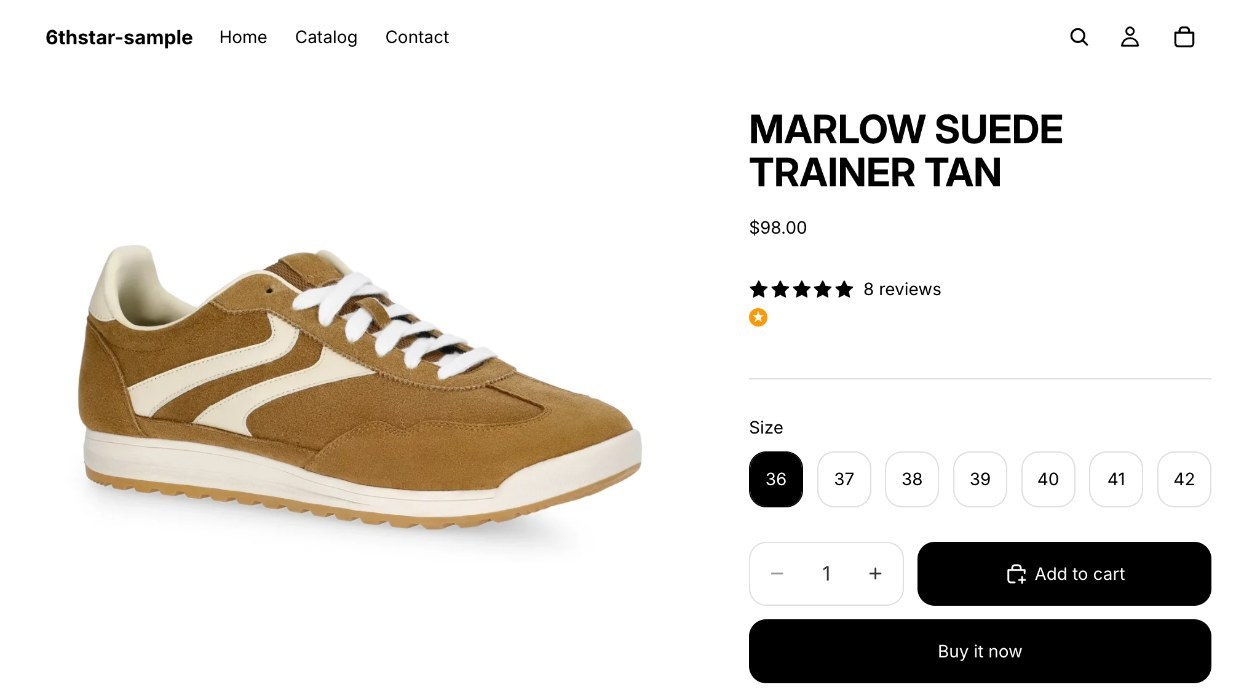 6thstar-sample Home Catalog Contact
MARLOW SUEDE
TRAINER TAN
$98.00
8 reviews
Size
36 37 38 39 40 41 42
− 1 + Add to cart
Buy it now